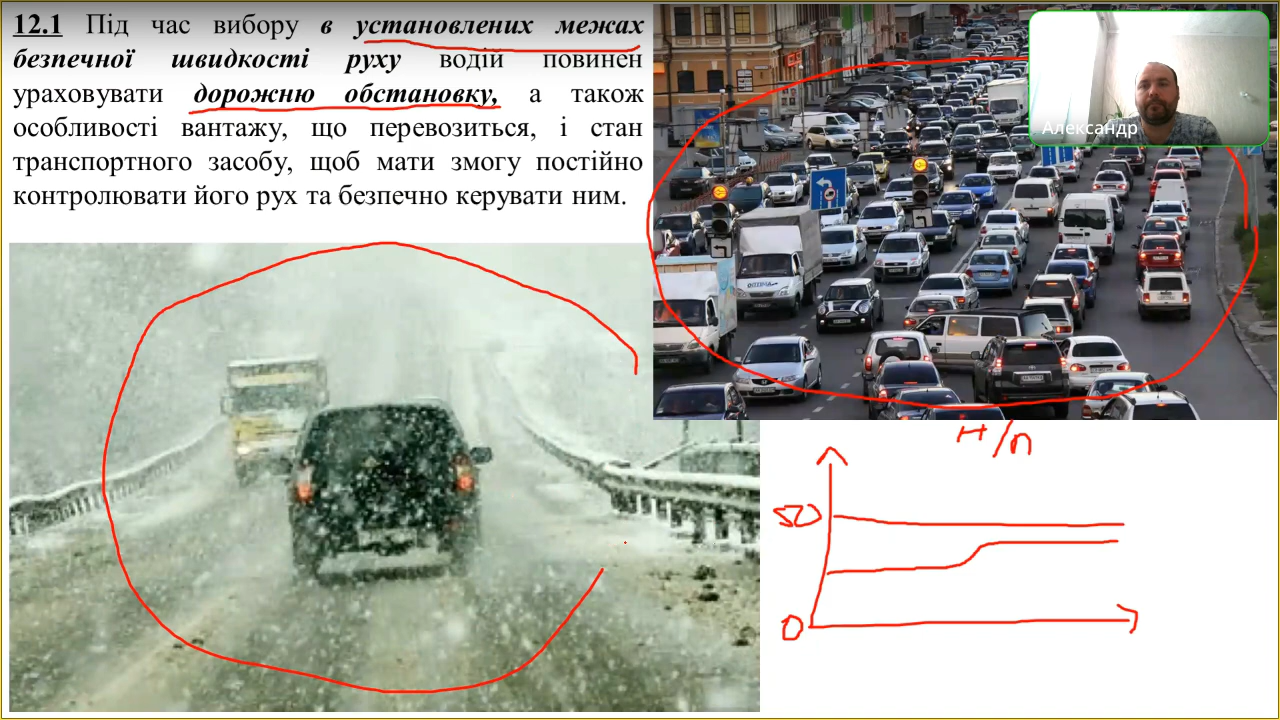 12.1 Під час вибору в установлених межах
безпечної швидкості руху водій повинен
ураховувати дорожню обстановку, а також
особливості вантажу, що перевозиться, і стан
транспортного засобу, щоб мати змогу постійно
контролювати його рух та безпечно керувати ним.
Александр
н/п
50
0